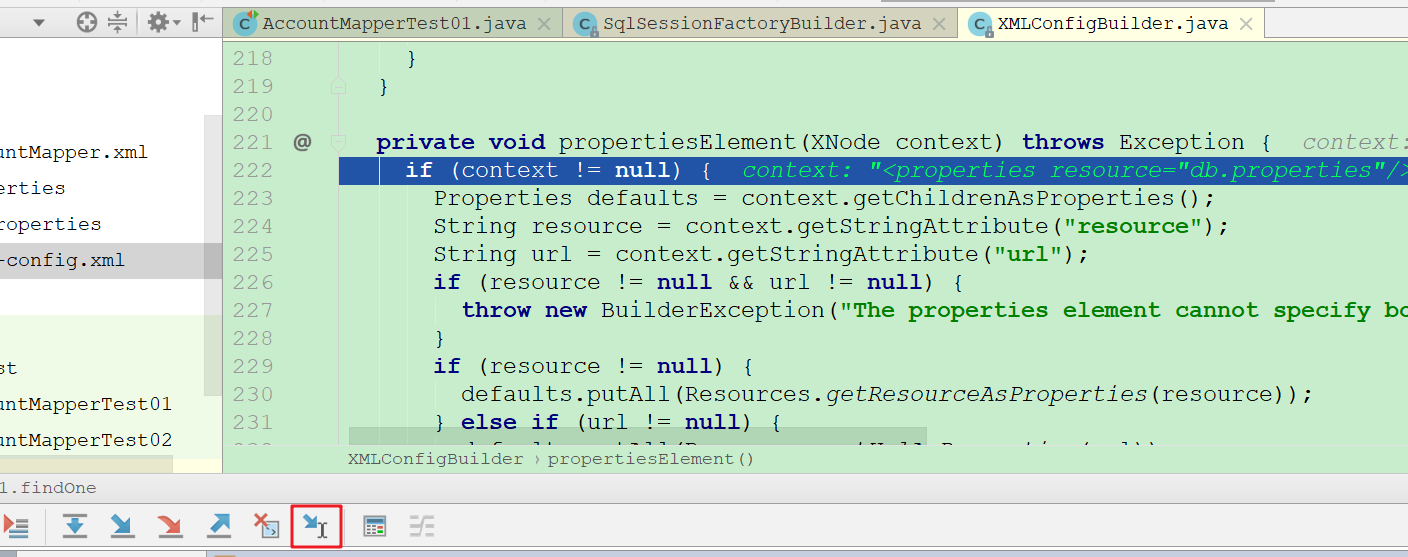 AccountMapperTest01.java SqlSessionFactoryBuilder.java XMLConfigBuilder.java
218 }
219 }
220
221 @ private void propertiesElement(XNode context) throws Exception { context:
222 if (context != null) { context: "<properties resource="db.properties"/>
223 Properties defaults = context.getChildrenAsProperties();
224 String resource = context.getStringAttribute("resource");
225 String url = context.getStringAttribute("url");
226 if (resource != null && url != null) {
227 throw new BuilderException("The properties element cannot specify bo
228 }
229 if (resource != null) {
230 defaults.putAll(Resources.getResourceAsProperties(resource));
231 } else if (url != null) {
XMLConfigBuilder › propertiesElement()
untMapper.xml
erties
roperties
-config.xml
st
untMapperTest01
untMapperTest02
1.findOne